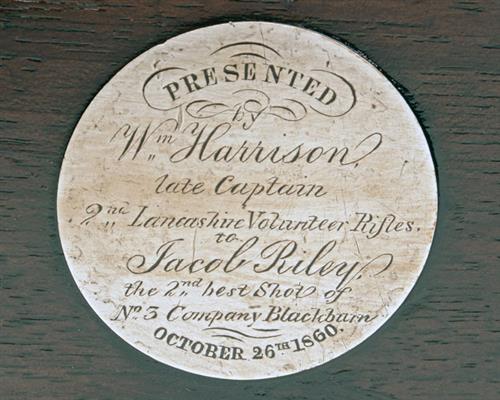 PRESENTED
by
Wm Harrison,
late Captain
2nd Lancashire Volunteer Rifles.
to
Jacob Riley,
the 2nd best Shot of
No 3 Company Blackburn
OCTOBER 26TH 1860.